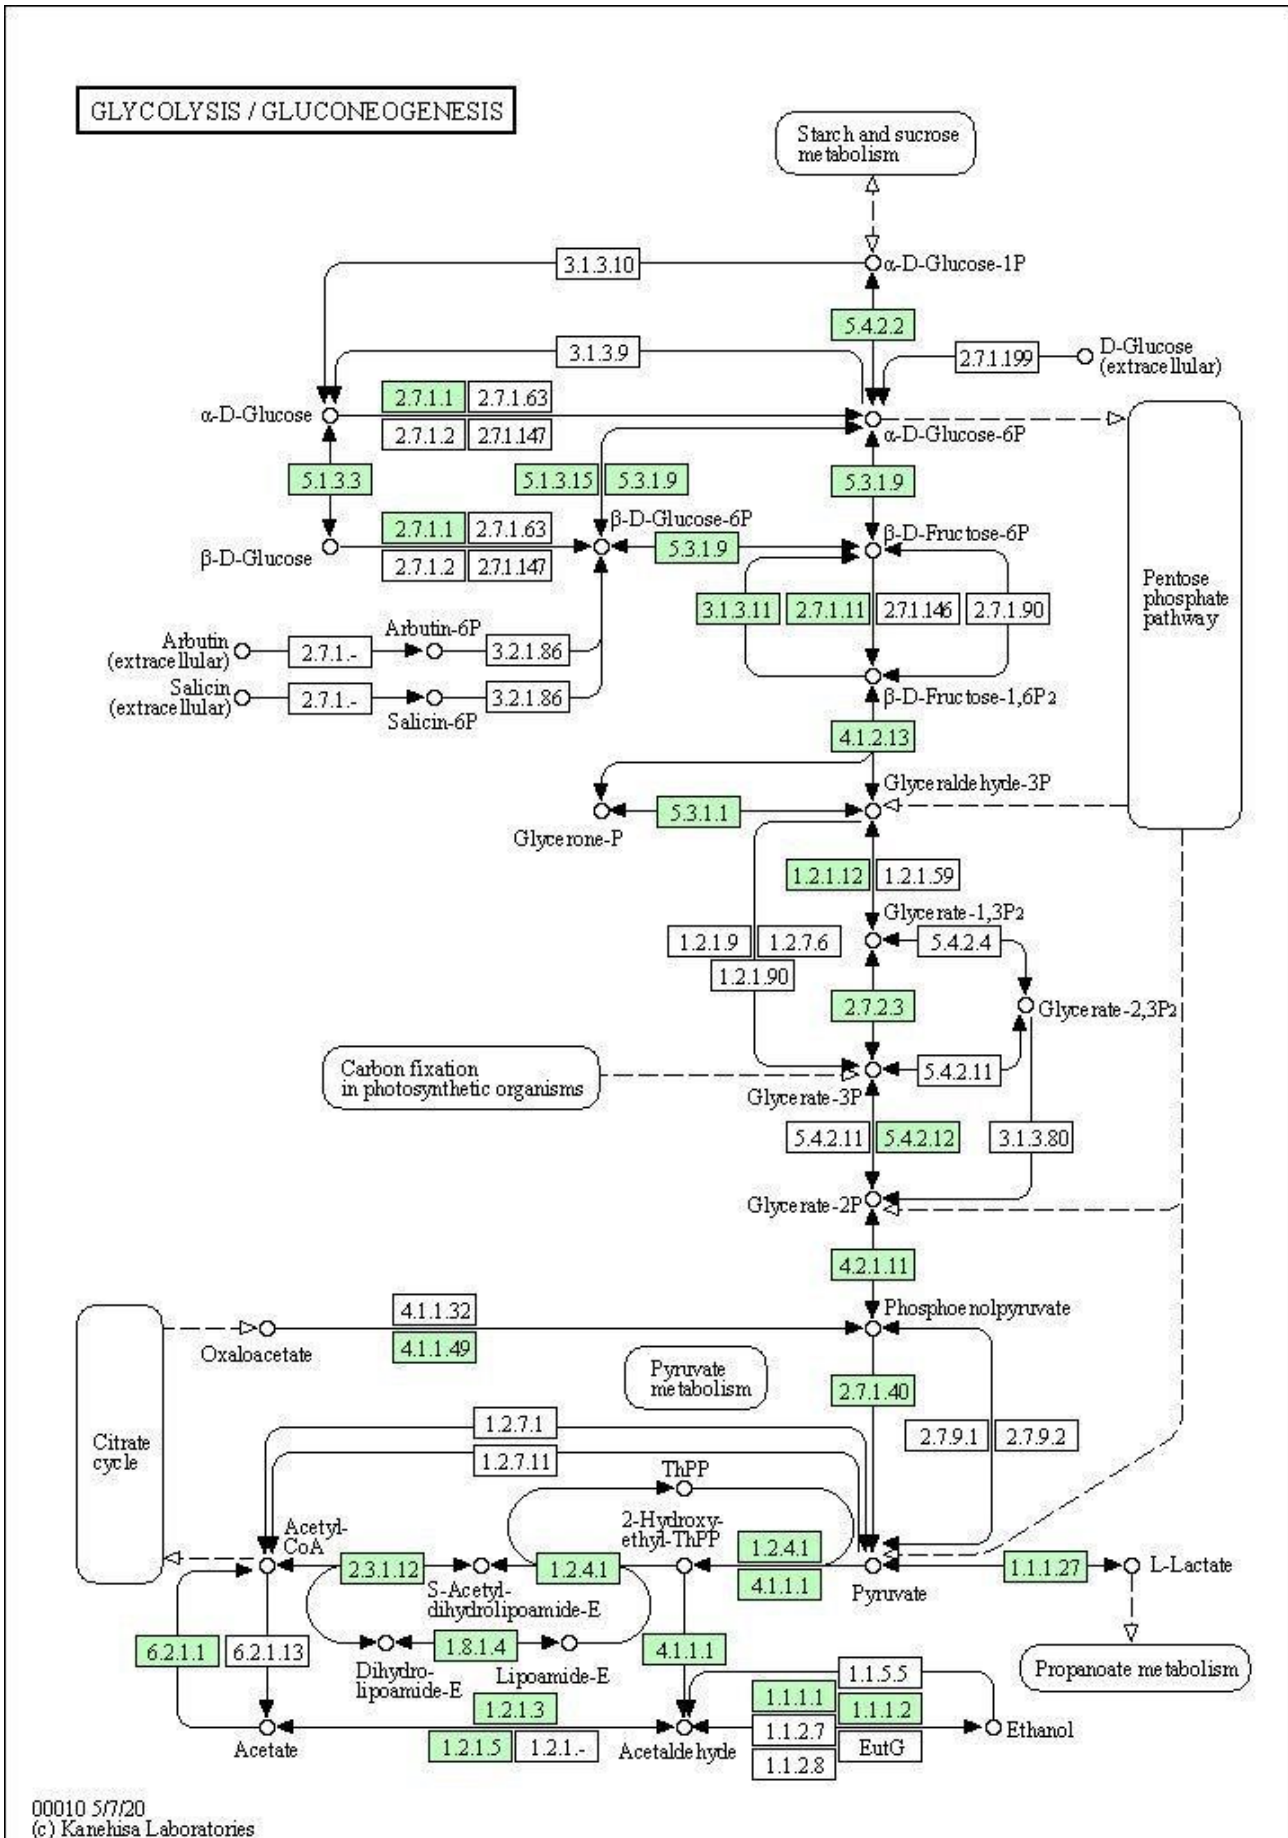 GLYCOLYSIS / GLUCONEOGENESIS
Starch and sucrose
metabolism
3.1.3.10
α-D-Glucose-1P
5.4.2.2
3.1.3.9
2.7.1.199
D-Glucose
(extracellular)
2.7.1.1
2.7.1.63
α-D-Glucose
2.7.1.2
2.7.1.147
α-D-Glucose-6P
5.1.3.3
5.1.3.15
5.3.1.9
5.3.1.9
2.7.1.1
2.7.1.63
β-D-Glucose-6P
β-D-Fructose-6P
β-D-Glucose
2.7.1.2
2.7.1.147
5.3.1.9
Pentose
phosphate
pathway
3.1.3.11
2.7.1.11
2.7.1.146
2.7.1.90
Arbutin
(extracellular)
2.7.1.-
Arbutin-6P
3.2.1.86
Salicin
(extracellular)
2.7.1.-
Salicin-6P
3.2.1.86
β-D-Fructose-1,6P2
4.1.2.13
Glyceraldehyde-3P
5.3.1.1
Glycerone-P
1.2.1.12
1.2.1.59
Glycerate-1,3P2
1.2.1.9
1.2.7.6
5.4.2.4
1.2.1.90
2.7.2.3
Glycerate-2,3P2
Carbon fixation
in photosynthetic organisms
5.4.2.11
Glycerate-3P
5.4.2.11
5.4.2.12
3.1.3.80
Glycerate-2P
4.2.1.11
Phosphoenolpyruvate
4.1.1.32
Oxaloacetate
4.1.1.49
Pyruvate
metabolism
2.7.1.40
1.2.7.1
2.7.9.1
2.7.9.2
Citrate
cycle
1.2.7.11
ThPP
Acetyl-
CoA
2-Hydroxy-
ethyl-ThPP
1.2.4.1
2.3.1.12
1.2.4.1
4.1.1.1
Pyruvate
1.1.1.27
L-Lactate
S-Acetyl-
dihydrolipoamide-E
6.2.1.1
6.2.1.13
1.8.1.4
4.1.1.1
Dihydro-
lipoamide-E
Lipoamide-E
1.1.5.5
Propanoate metabolism
1.2.1.3
1.1.1.1
1.1.1.2
Acetate
1.2.1.5
1.2.1.-
Acetaldehyde
1.1.2.7
EutG
Ethanol
1.1.2.8
00010 5/7/20
(c) Kanehisa Laboratories